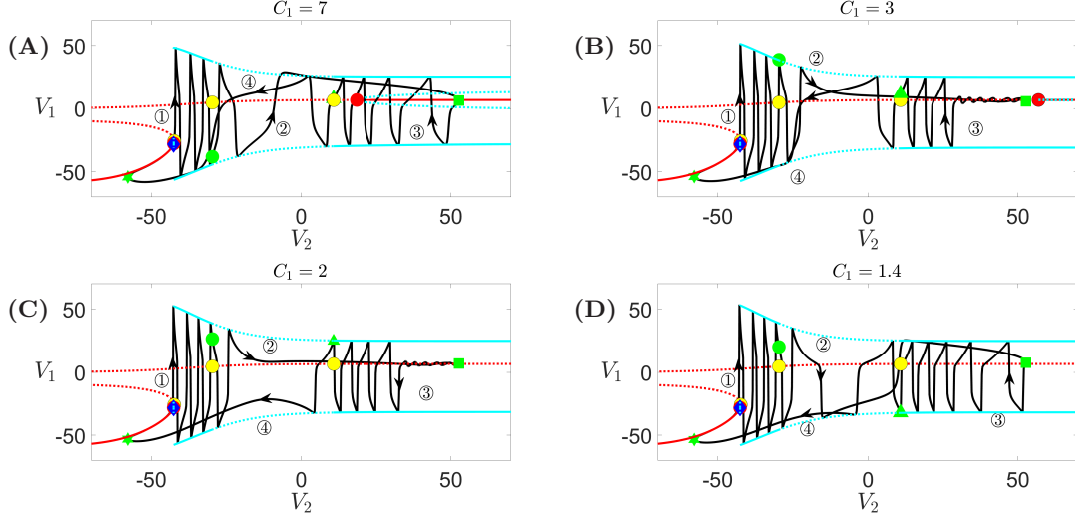 C₁ = 7
(A)
V₁
50
0
-50
①
②
③
④
-50
0
50
V₂
C₁ = 3
(B)
50
0
-50
①
②
③
④
-50
0
50
C₁ = 2
(C)
V₁
50
0
-50
①
②
③
④
-50
0
50
V₂
C₁ = 1.4
(D)
V₁
50
0
-50
①
②
③
④
-50
0
50
V₂